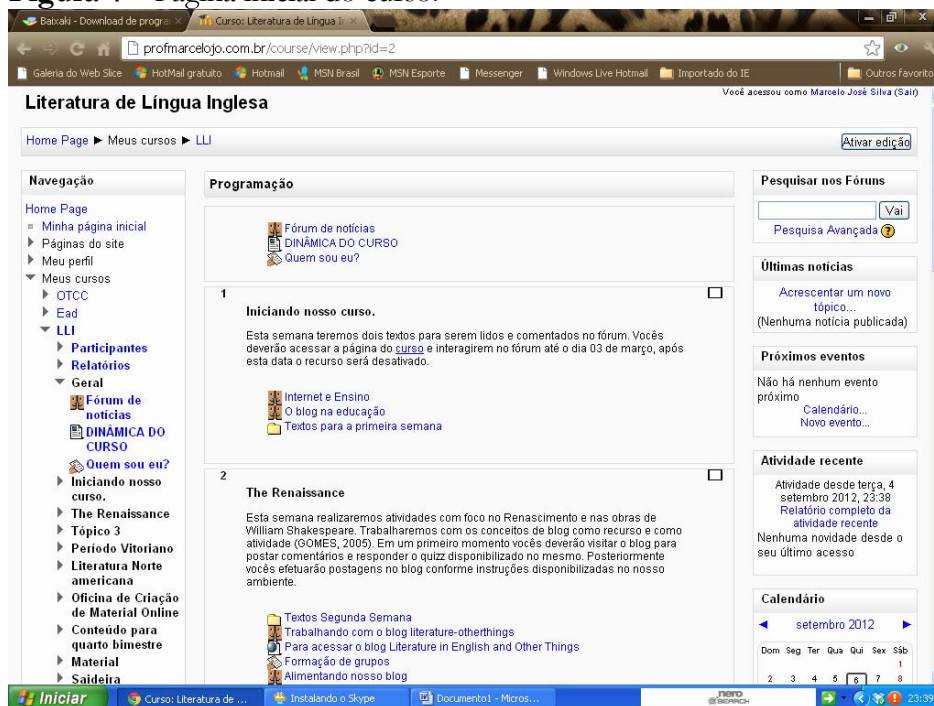 Baixaki - Download de progra
Curso: Literatura de Língua I
profmarcelojo.com.br/course/view.php?id=2
Galeria do Web Slice
HotMail gratuito
Hotmail
MSN Brasil
MSN Esporte
Messenger
Windows Live Hotmail
Importado do IE
Outros favorito
Literatura de Língua Inglesa
Você acessou como Marcelo José Silva (Sair)
Home Page ► Meus cursos ► LLI
Ativar edição
Navegação
Home Page
Minha página inicial
Páginas do site
Meu perfil
Meus cursos
OTCC
Ead
LLI
Participantes
Relatórios
Geral
Fórum de
notícias
DINÂMICA DO
CURSO
Quem sou eu?
Iniciando nosso
curso.
The Renaissance
Tópico 3
Período Vitoriano
Literatura Norte
americana
Oficina de Criação
de Material Online
Conteúdo para
quarto bimestre
Material
Saideira
Programação
Fórum de notícias
DINÂMICA DO CURSO
Quem sou eu?
1
Iniciando nosso curso.
Esta semana teremos dois textos para serem lidos e comentados no fórum. Vocês
deverão acessar a página do curso e interagirem no fórum até o dia 03 de março, após
esta data o recurso será desativado.
Internet e Ensino
O blog na educação
Textos para a primeira semana
2
The Renaissance
Esta semana realizaremos atividades com foco no Renascimento e nas obras de
William Shakespeare. Trabalharemos com os conceitos de blog como recurso e como
atividade (GOMES, 2005). Em um primeiro momento vocês deverão visitar o blog para
postar comentários e responder o quizz disponibilizado no mesmo. Posteriormente
vocês efetuarão postagens no blog conforme instruções disponibilizadas no nosso
ambiente.
Textos Segunda Semana
Trabalhando com o blog literature-otherthings
Para acessar o blog Literature in English and Other Things
Formação de grupos
Alimentando nosso blog
Pesquisar nos Fóruns
Vai
Pesquisa Avançada
Últimas notícias
Acrescentar um novo
tópico...
(Nenhuma notícia publicada)
Próximos eventos
Não há nenhum evento
próximo
Calendário...
Novo evento...
Atividade recente
Atividade desde terça, 4
setembro 2012, 23:38
Relatório completo da
atividade recente
Nenhuma novidade desde o
seu último acesso
Calendário
setembro 2012
Dom Seg Ter Qua Qui Sex Sáb
1
2 3 4 5 6 7 8
Iniciar
Curso: Literatura de ...
Instalando o Skype
Documento1 - Micros...
nero
SEARCH
23:39